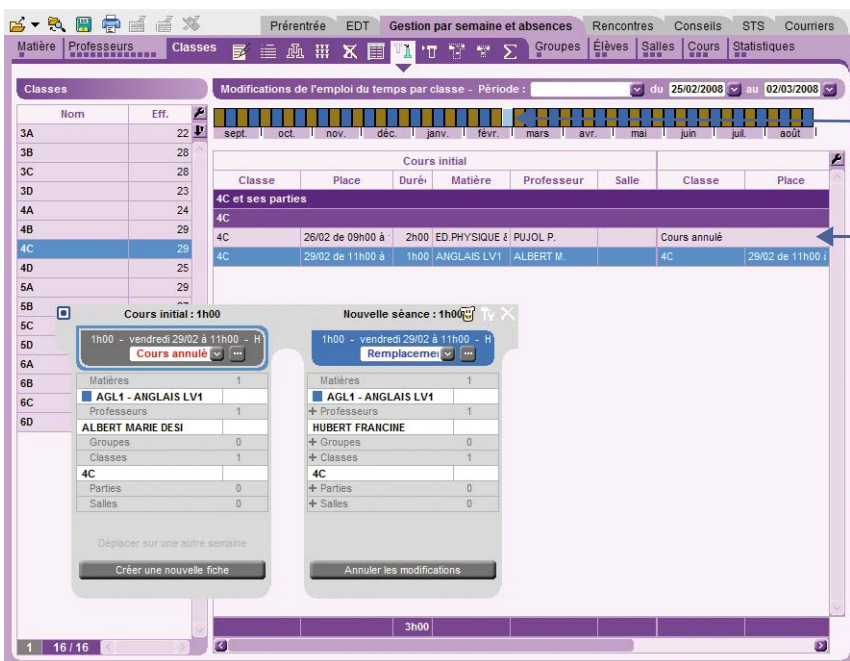 Prérentrée EDT Gestion par semaine et absences Rencontres Conseils STS Courriers
Matière Professeurs Classes Groupes Élèves Salles Cours Statistiques
Classes
Nom Eff.
3A 22
3B 28
3C 28
3D 23
4A 24
4B 29
4C 29
4D 25
5A 29
5B
5C
5D
6A
6B
6C
6D
1 16/16
Modifications de l'emploi du temps par classe - Période : du 25/02/2008 au 02/03/2008
sept. oct. nov. déc. janv. févr. mars avr. mai juin juil. août
Cours initial
Classe Place Durée Matière Professeur Salle Classe Place
4C et ses parties
4C
4C 26/02 de 09h00 à 2h00 ED.PHYSIQUE & PUJOL P. Cours annulé
4C 29/02 de 11h00 à 1h00 ANGLAIS LV1 ALBERT M. 4C 29/02 de 11h00 à
3h00
Cours initial : 1h00
1h00 - vendredi 29/02 à 11h00 - H
Cours annulé
Matières 1
AGL1 - ANGLAIS LV1
Professeurs 1
ALBERT MARIE DESI
Groupes 0
Classes 1
4C
Parties 0
Salles 0
Déplacer sur une autre semaine
Créer une nouvelle fiche
Nouvelle séance : 1h00
1h00 - vendredi 29/02 à 11h00 - H
Remplacemen
Matières 1
AGL1 - ANGLAIS LV1
+ Professeurs 1
HUBERT FRANCINE
+ Groupes 0
+ Classes 1
4C
+ Parties 0
+ Salles 0
Annuler les modifications